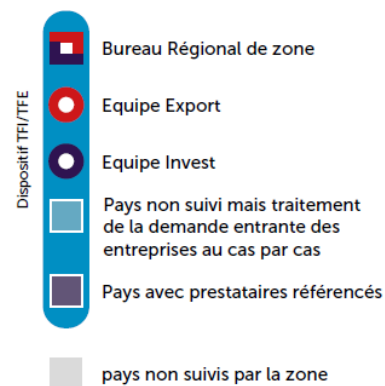 Dispositif TFI/TFE
Bureau Régional de zone
Equipe Export
Equipe Invest
Pays non suivi mais traitement
de la demande entrante des
entreprises au cas par cas
Pays avec prestataires référencés
pays non suivis par la zone